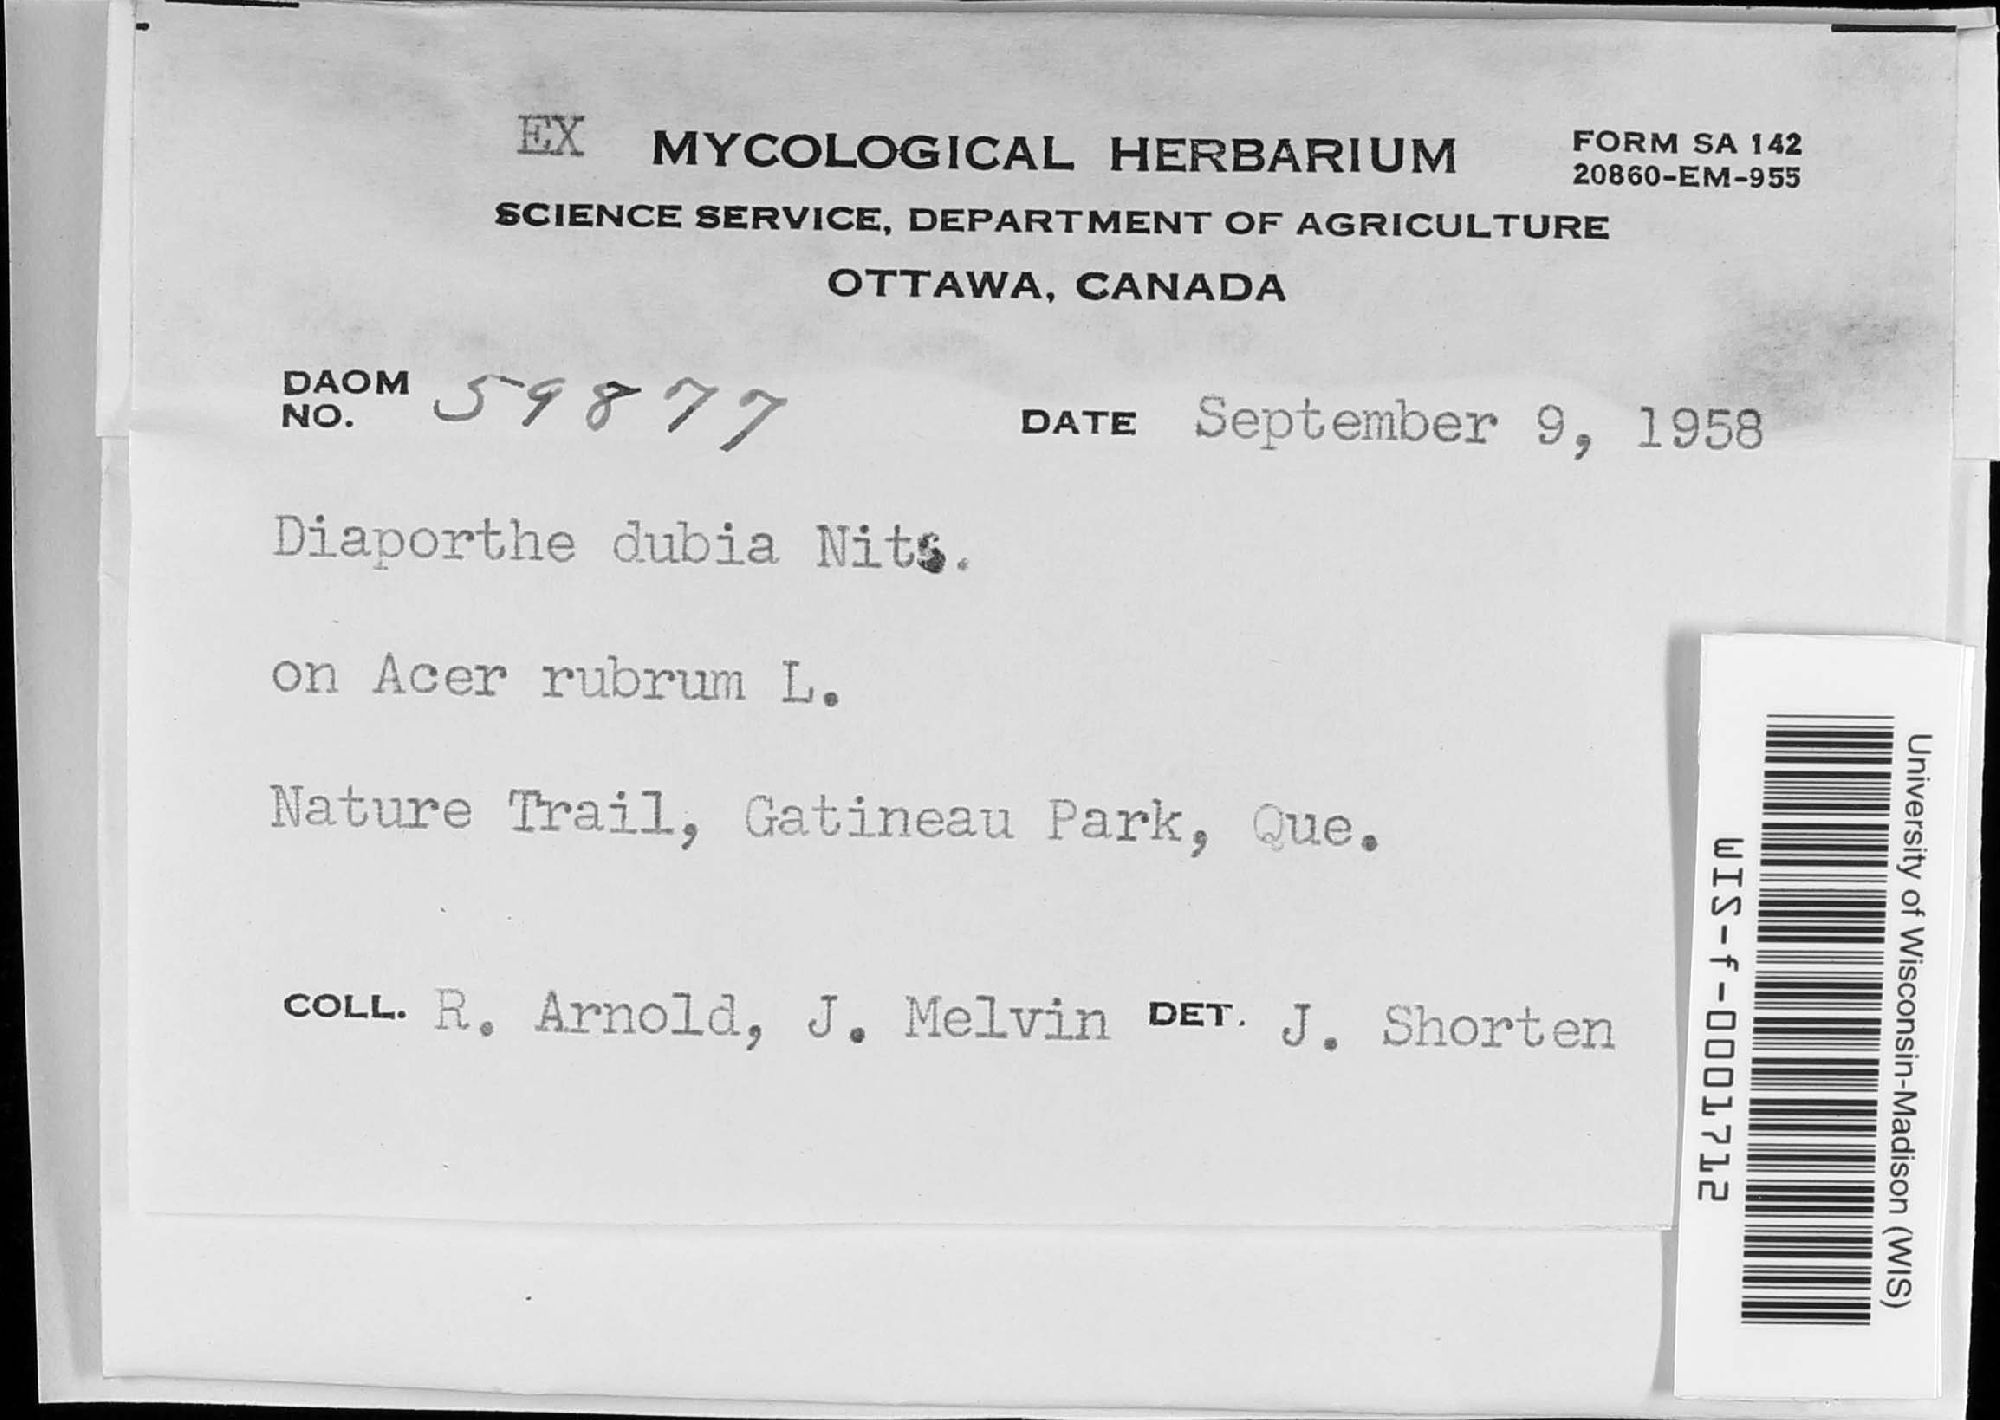 EX MYCOLOGICAL HERBARIUM
FORM SA 142
20860-EM-955
SCIENCE SERVICE, DEPARTMENT OF AGRICULTURE
OTTAWA, CANADA
DAOM NO. 59877
DATE September 9, 1958
Diaporthe dubia Nits.
on Acer rubrum L.
Nature Trail, Gatineau Park, Que.
COLL. R. Arnold, J. Melvin DET. J. Shorten
University of Wisconsin-Madison (WIS)
WIS-f-0001712